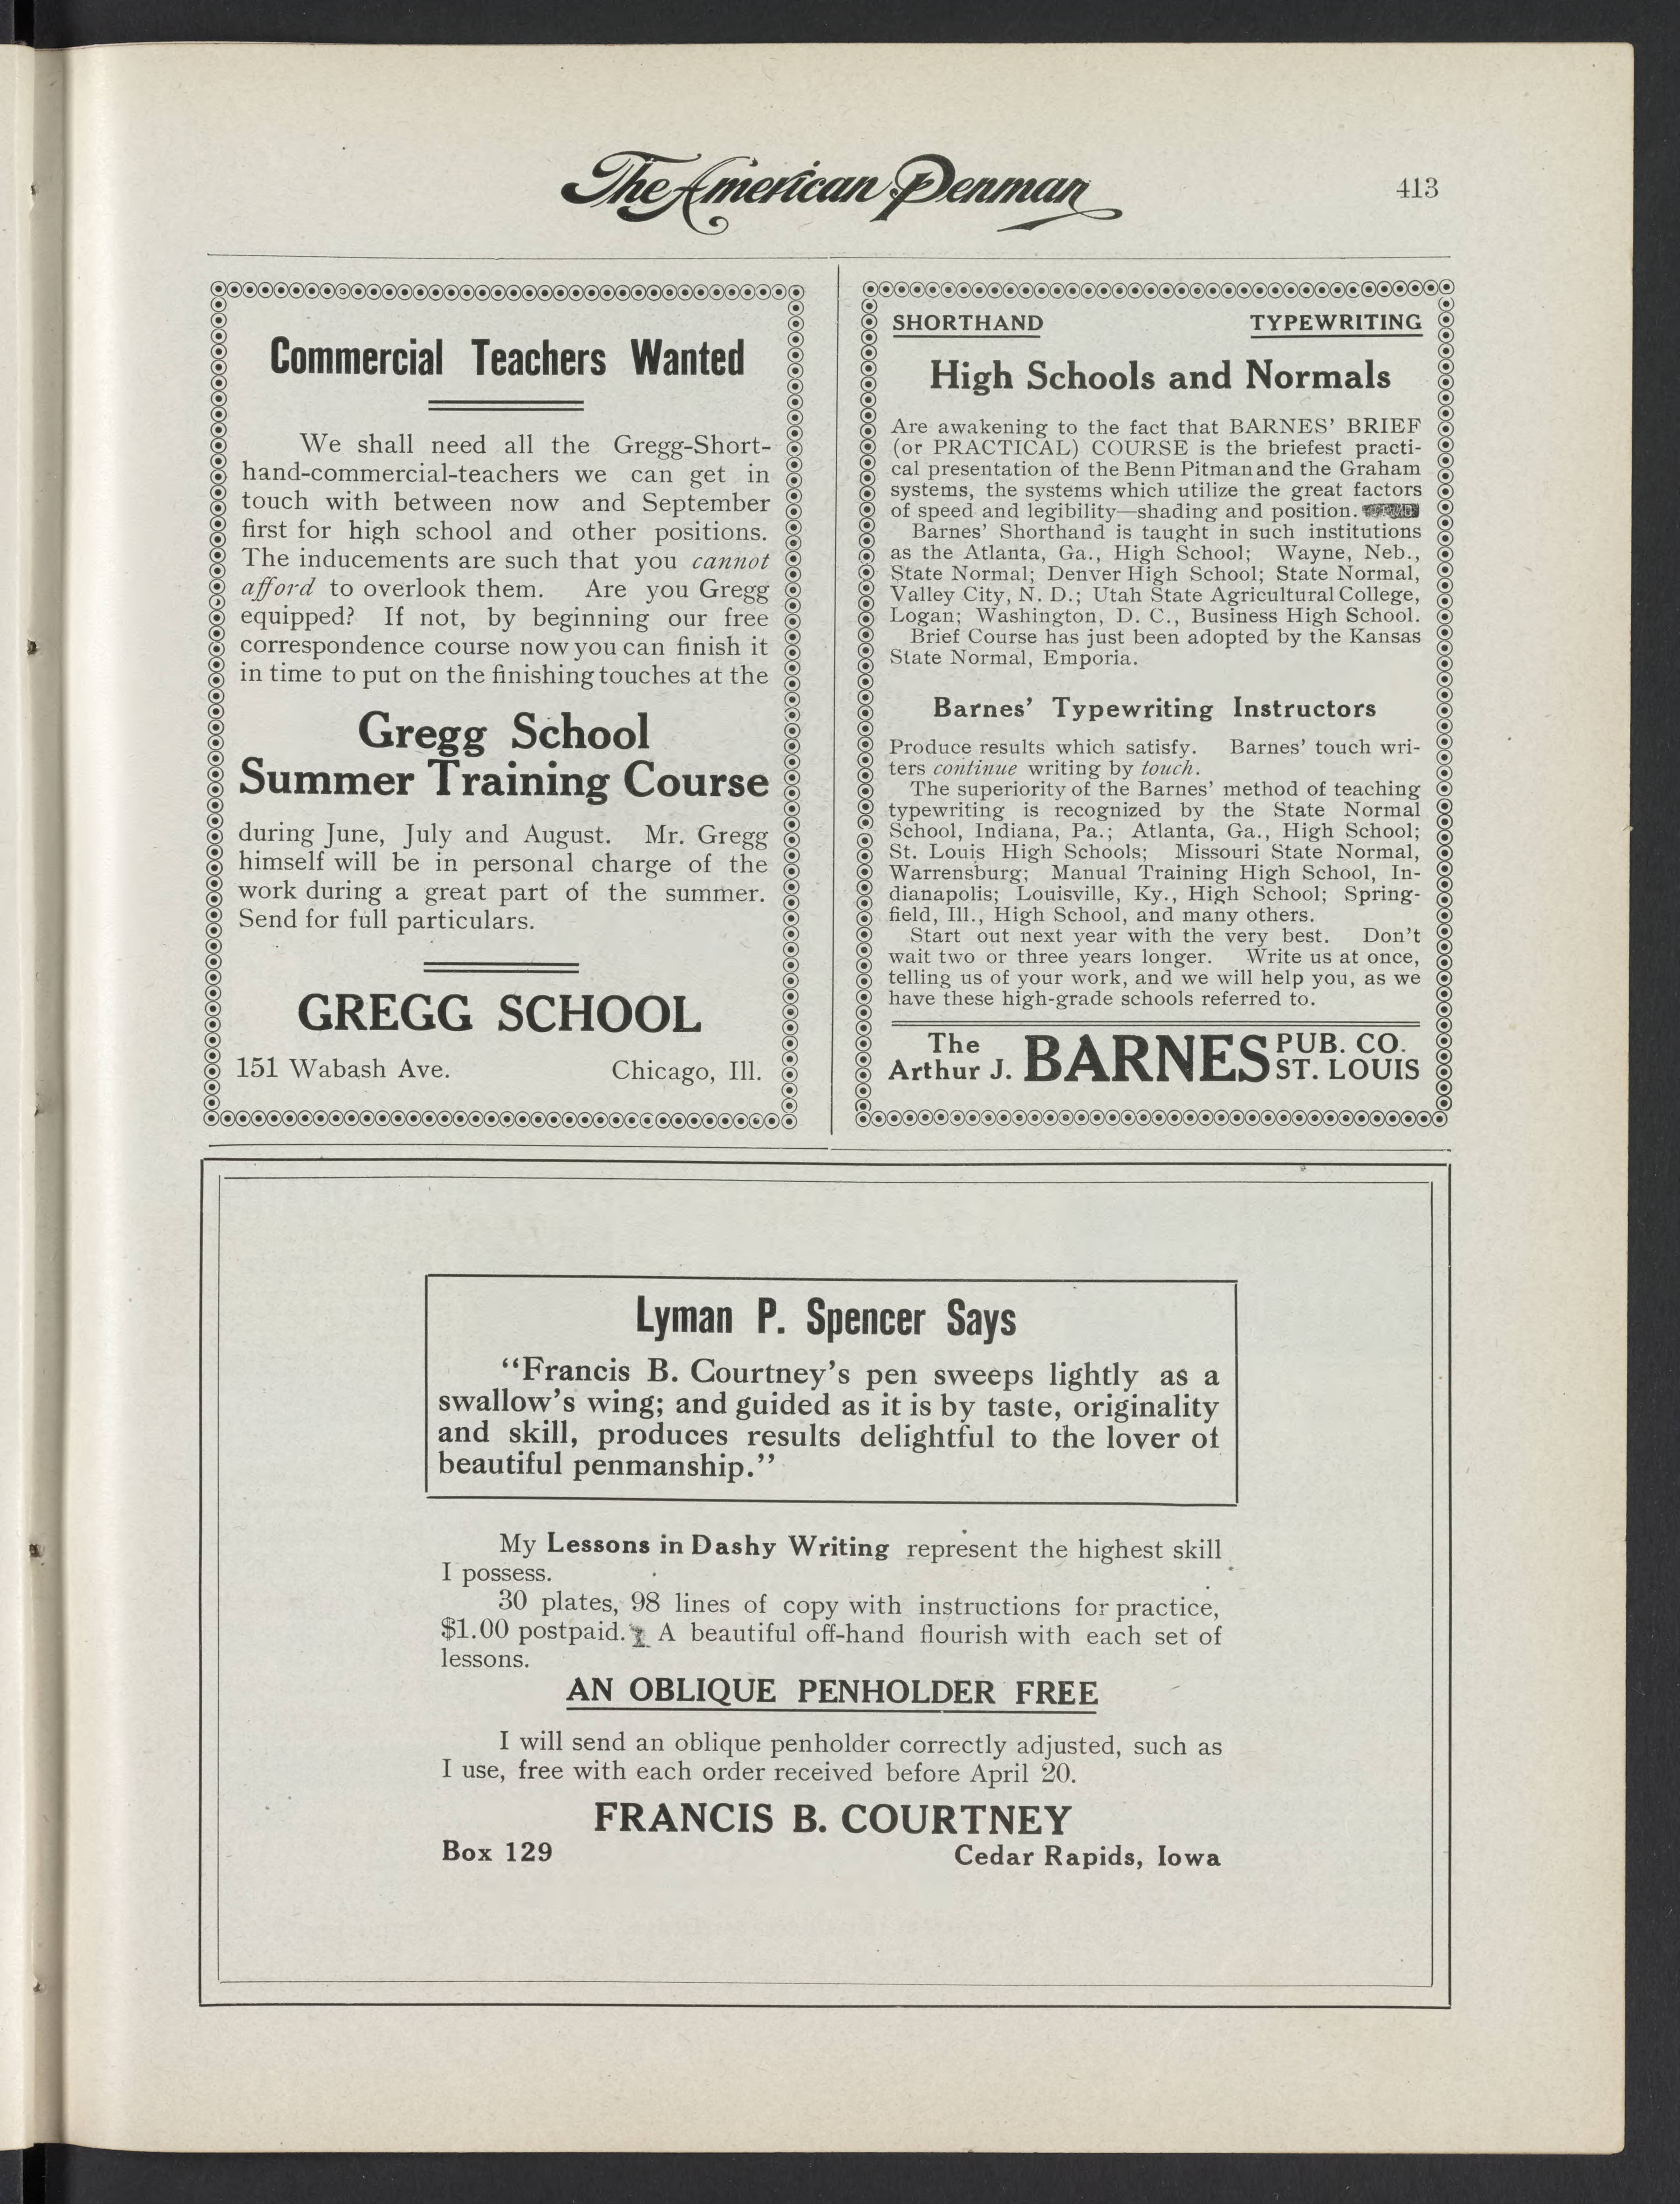 The American Penman
413
Commercial Teachers Wanted
We shall need all the Gregg-Short-
hand-commercial-teachers we can get in
touch with between now and September
first for high school and other positions.
The inducements are such that you cannot
afford to overlook them. Are you Gregg
equipped? If not, by beginning our free
correspondence course now you can finish it
in time to put on the finishing touches at the
Gregg School
Summer Training Course
during June, July and August. Mr. Gregg
himself will be in personal charge of the
work during a great part of the summer.
Send for full particulars.
GREGG SCHOOL
151 Wabash Ave. Chicago, Ill.
SHORTHAND TYPEWRITING
High Schools and Normals
Are awakening to the fact that BARNES' BRIEF
(or PRACTICAL) COURSE is the briefest practi-
cal presentation of the Benn Pitman and the Graham
systems, the systems which utilize the great factors
of speed and legibility—shading and position.
Barnes' Shorthand is taught in such institutions
as the Atlanta, Ga., High School; Wayne, Neb.,
State Normal; Denver High School; State Normal,
Valley City, N. D.; Utah State Agricultural College,
Logan; Washington, D. C., Business High School.
Brief Course has just been adopted by the Kansas
State Normal, Emporia.
Barnes' Typewriting Instructors
Produce results which satisfy. Barnes' touch wri-
ters continue writing by touch.
The superiority of the Barnes' method of teaching
typewriting is recognized by the State Normal
School, Indiana, Pa.; Atlanta, Ga., High School;
St. Louis High Schools; Missouri State Normal,
Warrensburg; Manual Training High School, In-
dianapolis; Louisville, Ky., High School; Spring-
field, Ill., High School, and many others.
Start out next year with the very best. Don't
wait two or three years longer. Write us at once,
telling us of your work, and we will help you, as we
have these high-grade schools referred to.
The Arthur J. BARNES PUB. CO. ST. LOUIS
Lyman P. Spencer Says
"Francis B. Courtney's pen sweeps lightly as a
swallow's wing; and guided as it is by taste, originality
and skill, produces results delightful to the lover of
beautiful penmanship."
My Lessons in Dashy Writing represent the highest skill
I possess.
30 plates, 98 lines of copy with instructions for practice,
$1.00 postpaid. A beautiful off-hand flourish with each set of
lessons.
AN OBLIQUE PENHOLDER FREE
I will send an oblique penholder correctly adjusted, such as
I use, free with each order received before April 20.
FRANCIS B. COURTNEY
Box 129 Cedar Rapids, Iowa